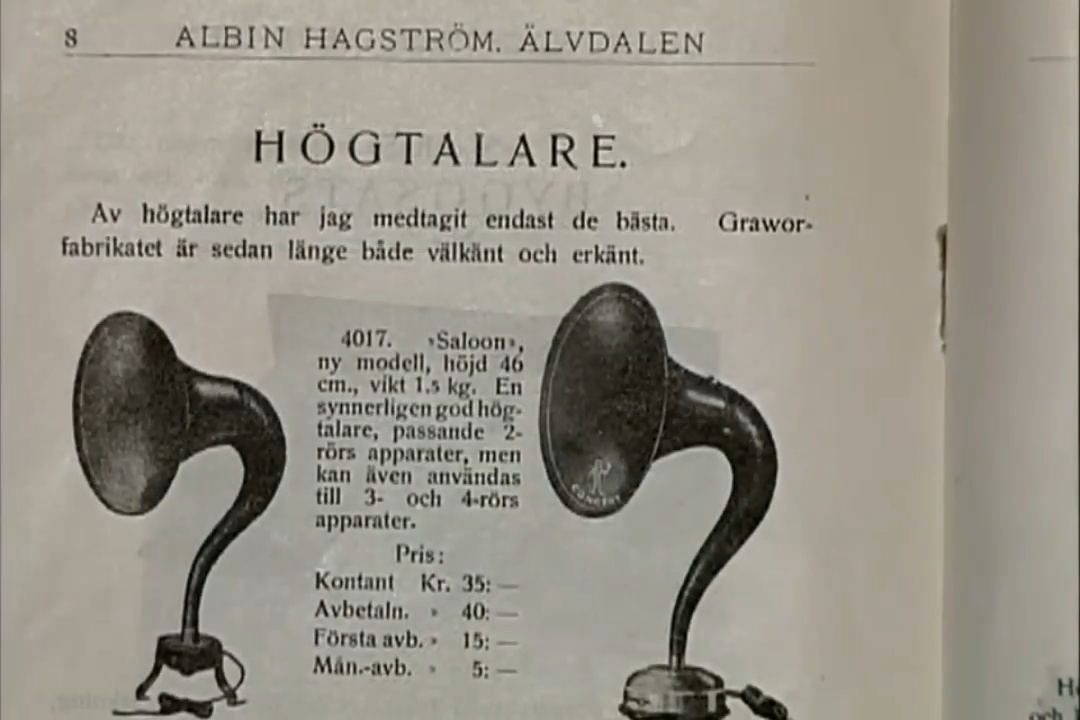 8 ALBIN HAGSTRÖM, ÄLVDALEN
HÖGTALARE.
Av högtalare har jag medtagit endast de bästa. Grawor-
fabrikatet är sedan länge både välkänt och erkänt.
4017. »Saloon»,
ny modell, höjd 46
cm., vikt 1.5 kg. En
synnerligen god hög-
talare, passande 2-
rörs apparater, men
kan även användas
till 3- och 4-rörs
apparater.
Pris:
Kontant Kr. 35: —
Avbetaln. » 40: —
Första avb. » 15: —
Mån.-avb. » 5: —
CONCERT